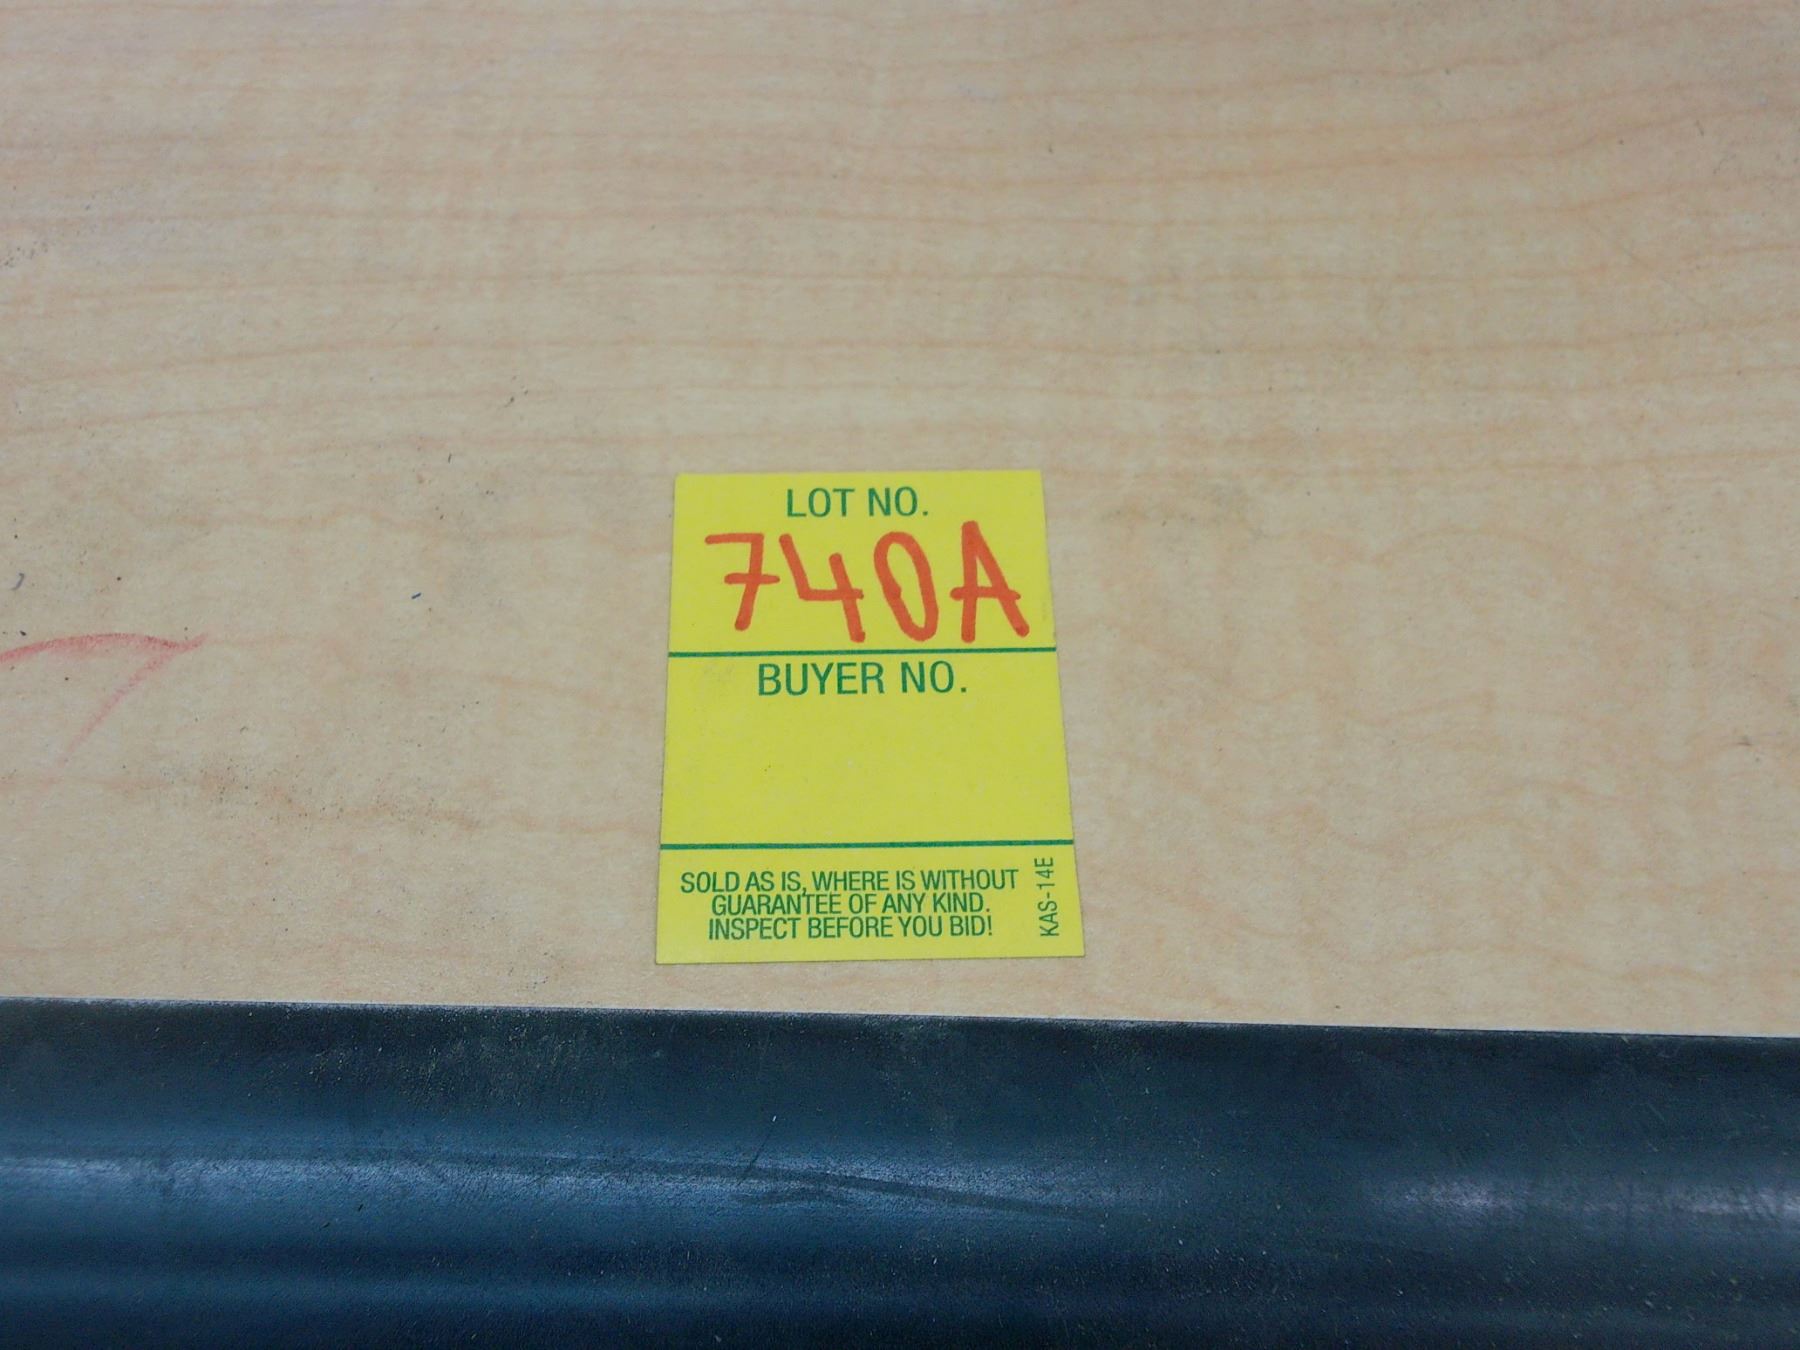 LOT NO.
740A
BUYER NO.
SOLD AS IS, WHERE IS WITHOUT
GUARANTEE OF ANY KIND.
INSPECT BEFORE YOU BID!
KAS-14E